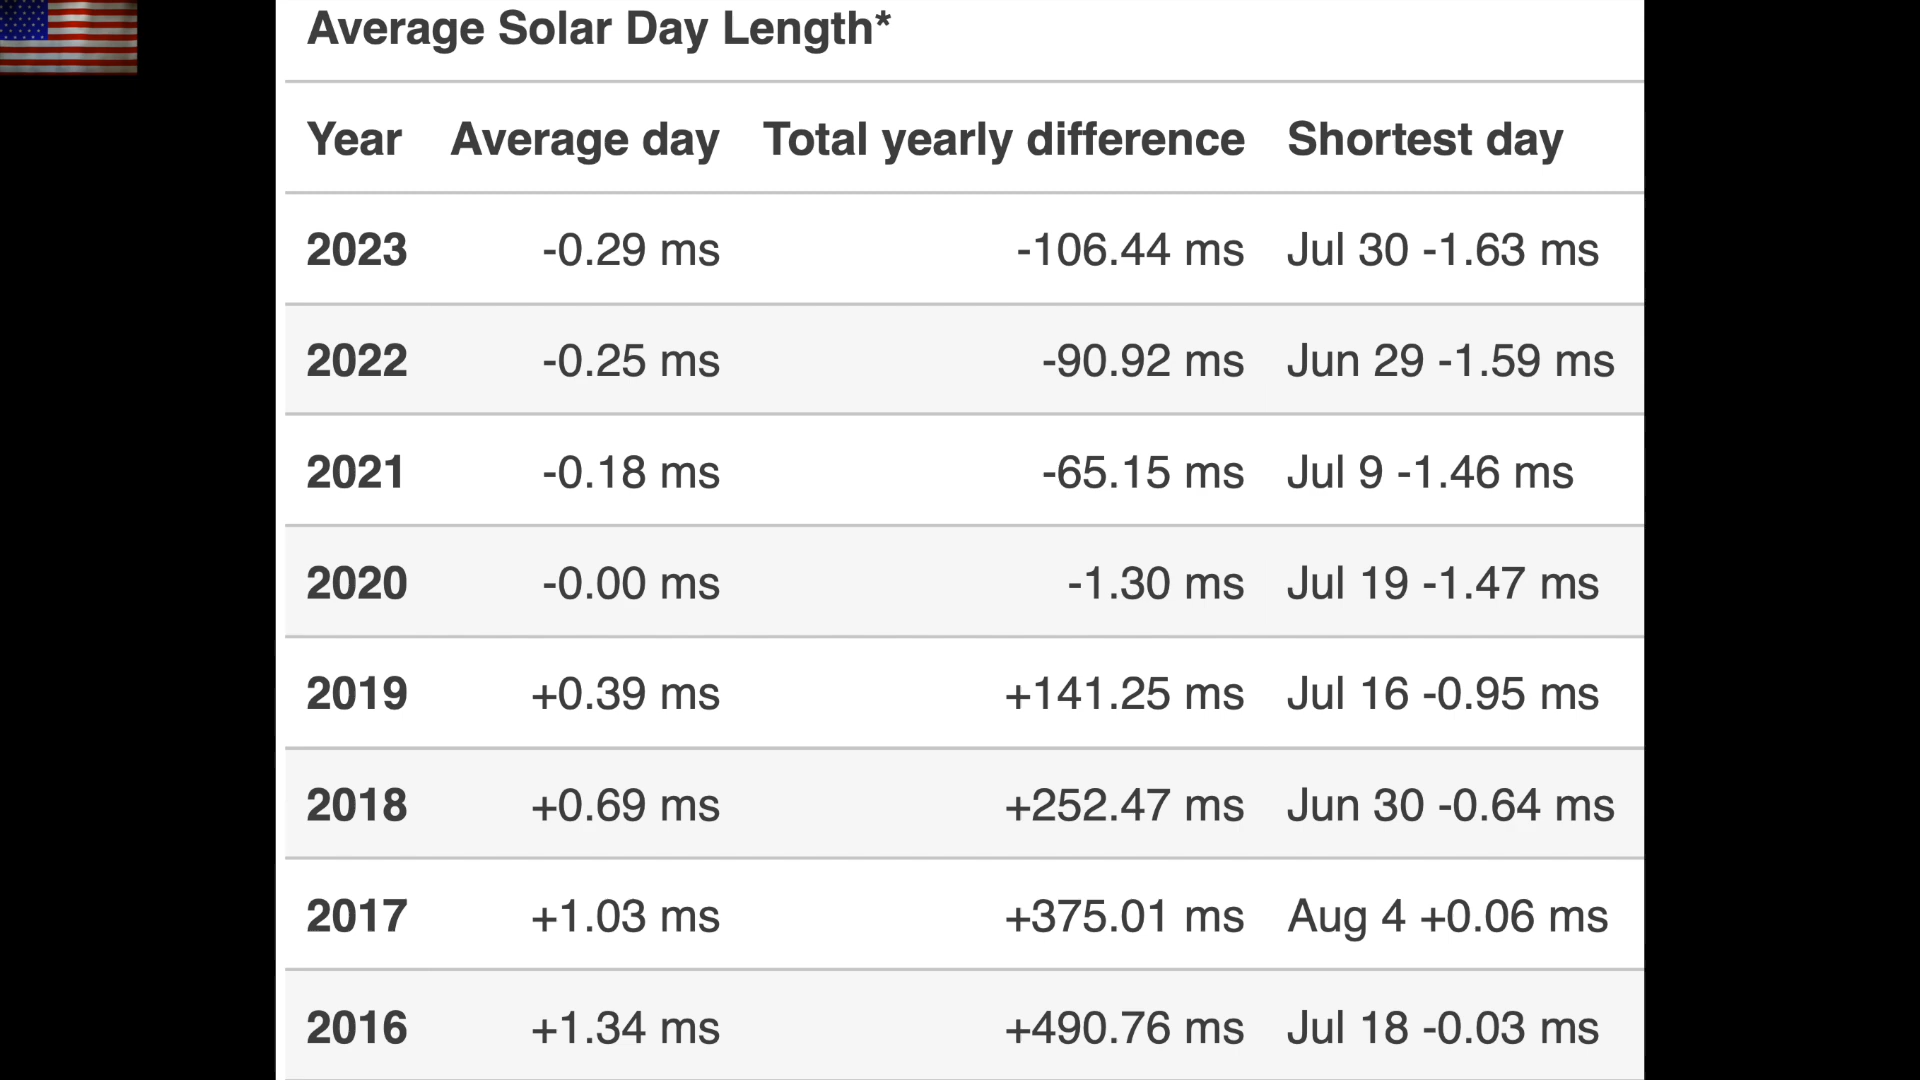 Average Solar Day Length*
Year Average day Total yearly difference Shortest day
2023 -0.29 ms -106.44 ms Jul 30 -1.63 ms
2022 -0.25 ms -90.92 ms Jun 29 -1.59 ms
2021 -0.18 ms -65.15 ms Jul 9 -1.46 ms
2020 -0.00 ms -1.30 ms Jul 19 -1.47 ms
2019 +0.39 ms +141.25 ms Jul 16 -0.95 ms
2018 +0.69 ms +252.47 ms Jun 30 -0.64 ms
2017 +1.03 ms +375.01 ms Aug 4 +0.06 ms
2016 +1.34 ms +490.76 ms Jul 18 -0.03 ms